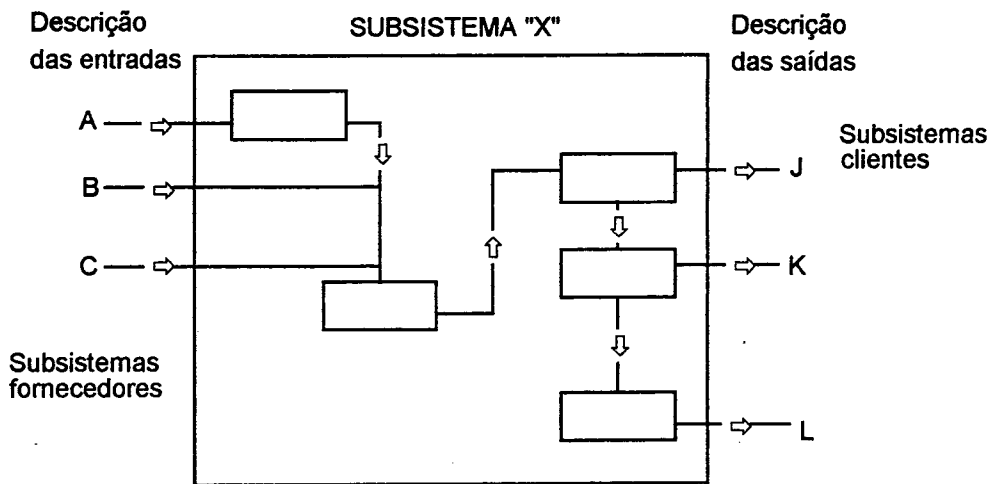 Descrição
das entradas
SUBSISTEMA "X"
Descrição
das saídas
A
B
C
Subsistemas
clientes
J
K
L
Subsistemas
fornecedores